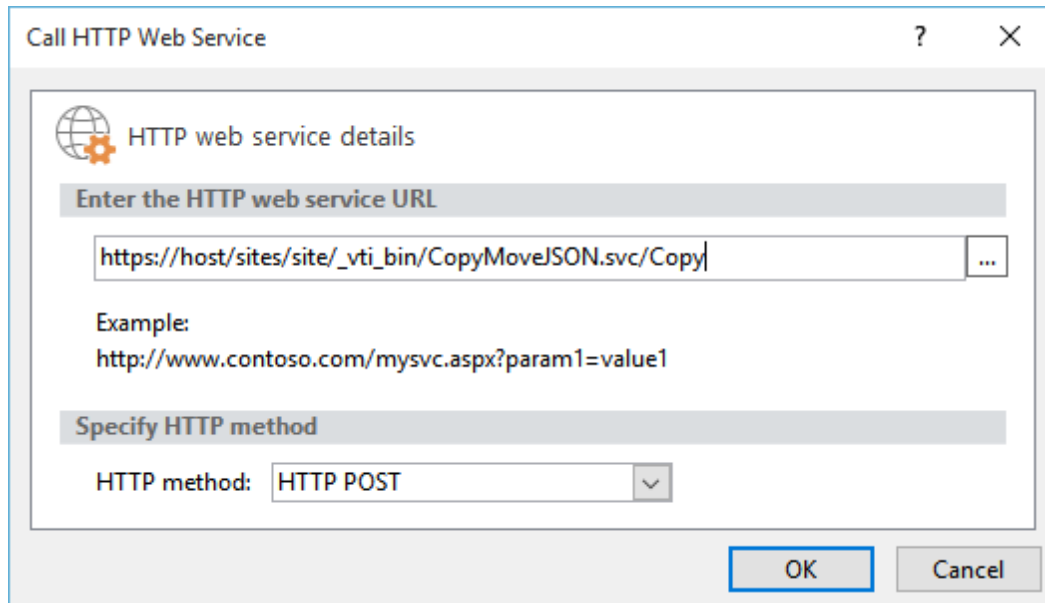 Call HTTP Web Service
?
HTTP web service details
Enter the HTTP web service URL
https://host/sites/site/_vti_bin/CopyMoveJSON.svc/Copy
...
Example:
http://www.contoso.com/mysvc.aspx?param1=value1
Specify HTTP method
HTTP method: HTTP POST
OK Cancel